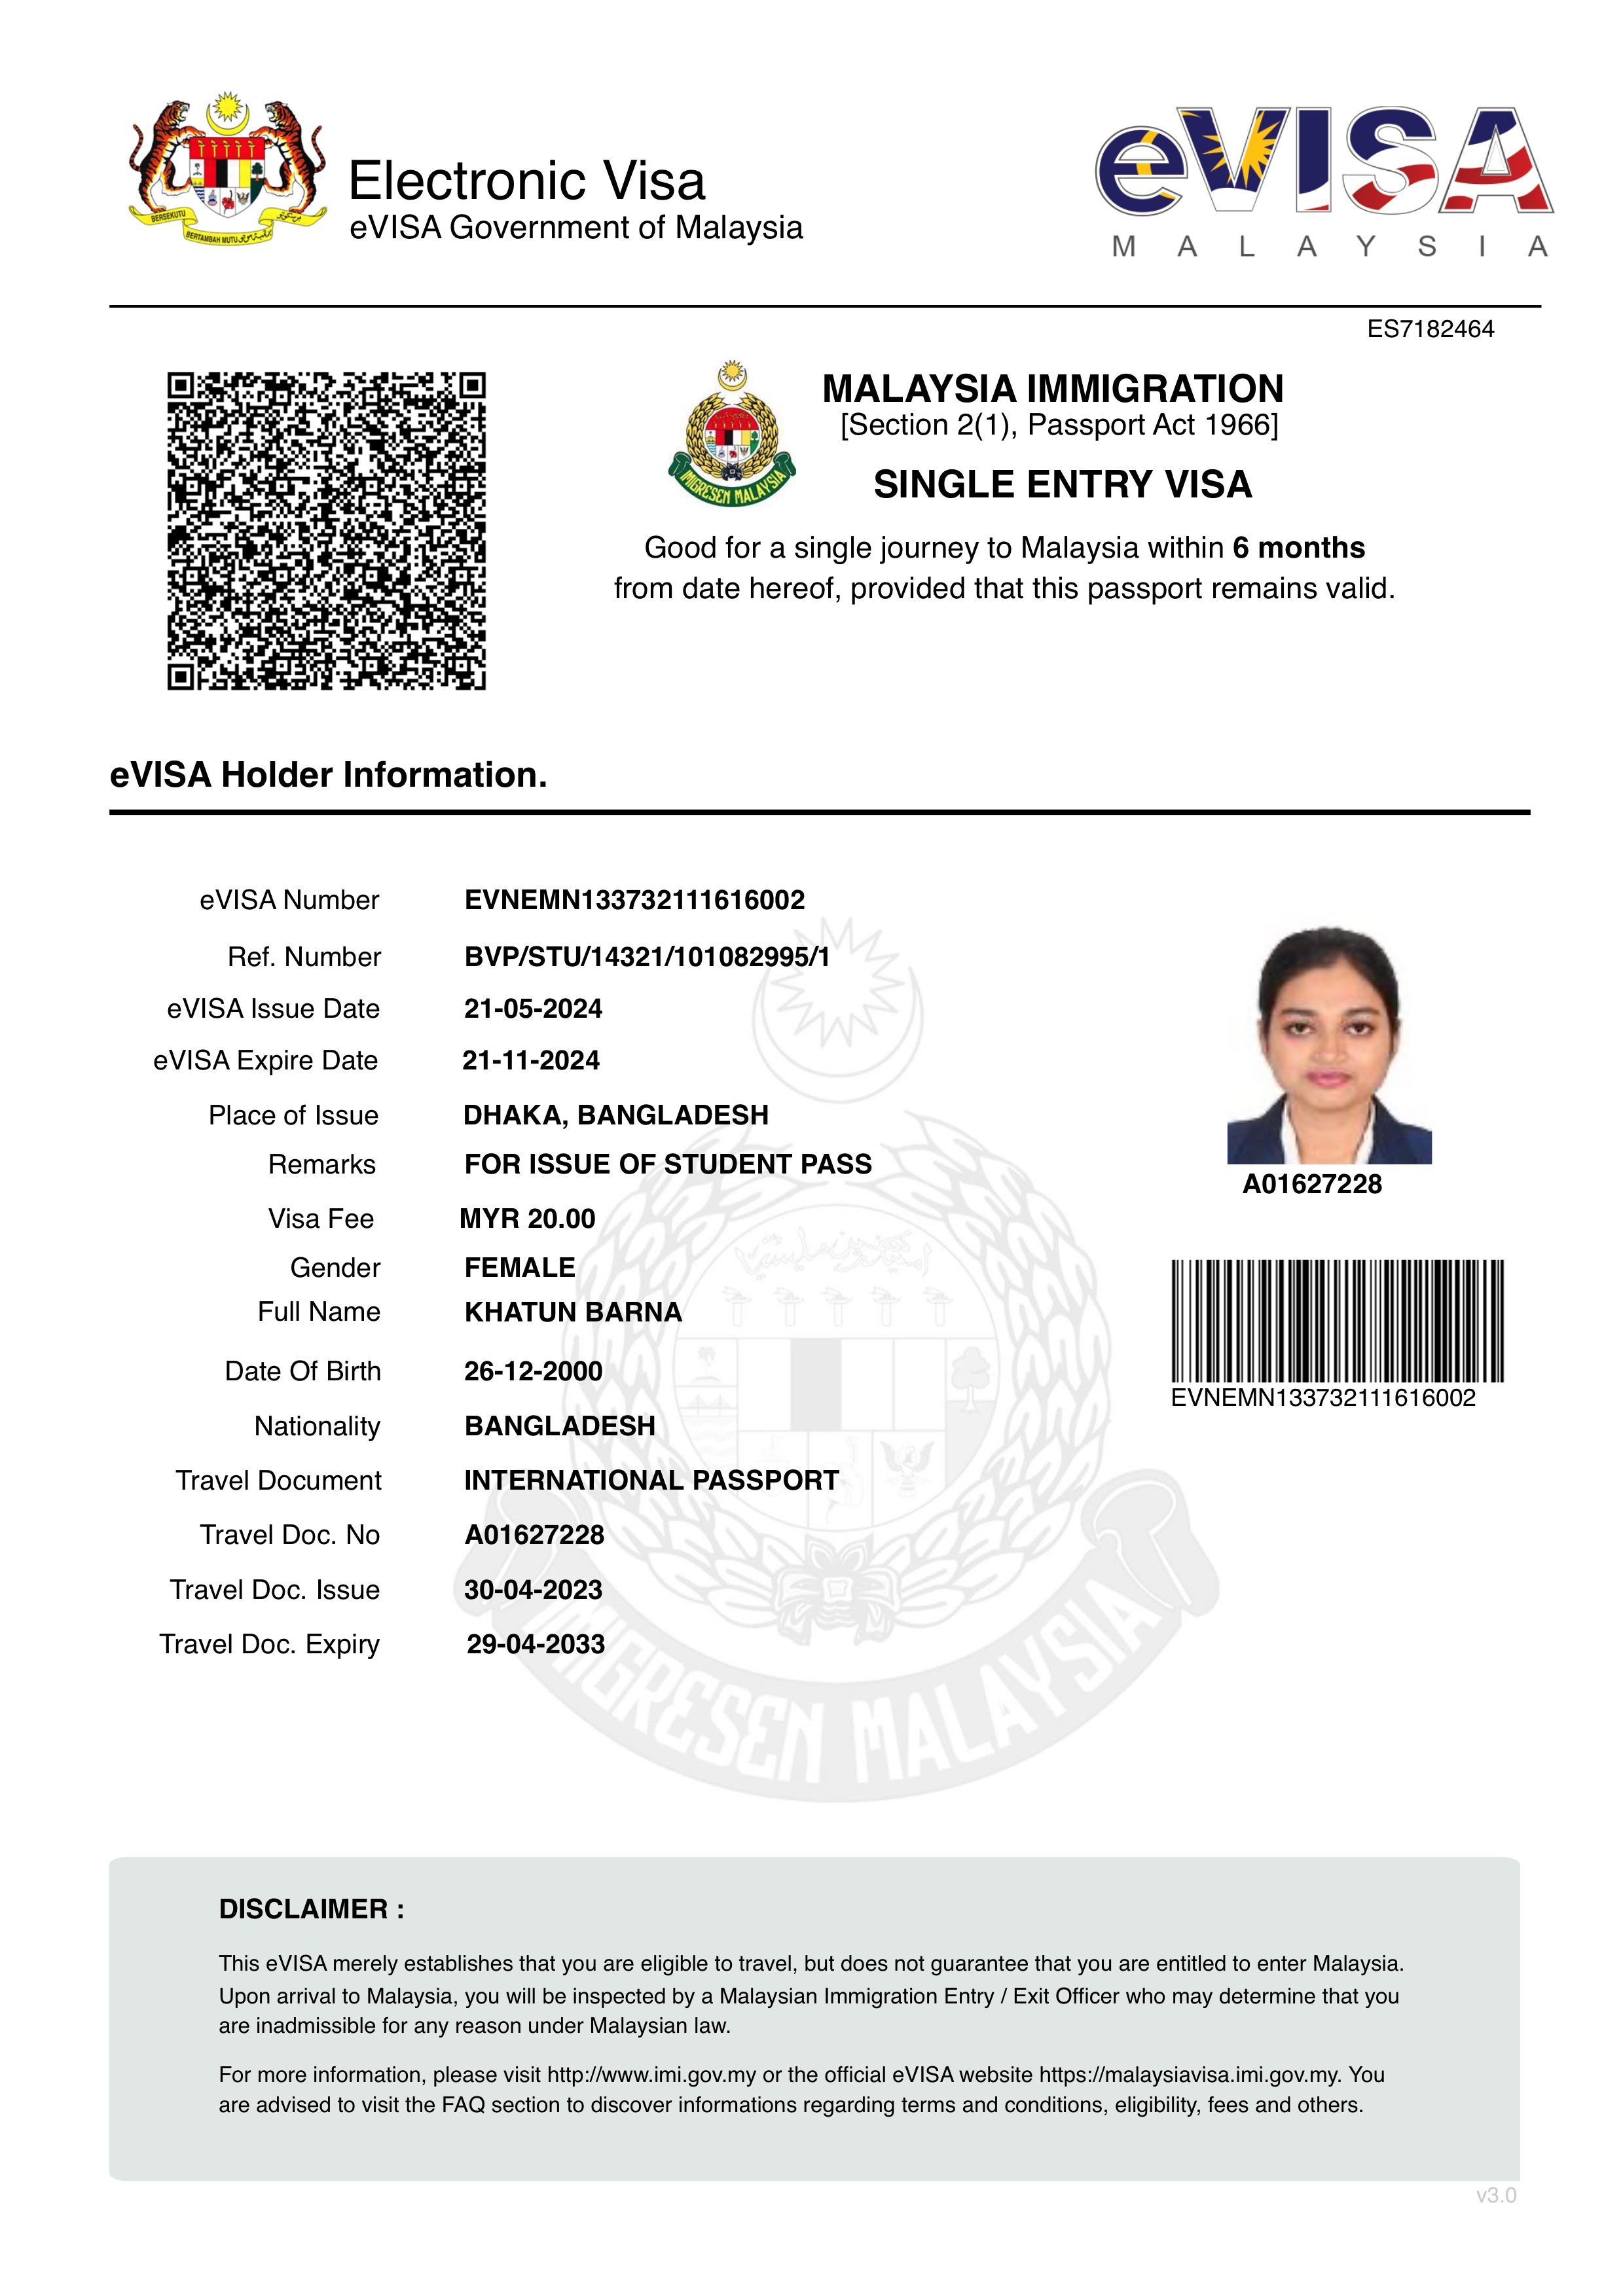 BERSEKUTU
BERTAMBAH MUTU
Electronic Visa
eVISA Government of Malaysia
eVISA
MALAYSIA
ES7182464
IMIGRESEN MALAYSIA
MALAYSIA IMMIGRATION
[Section 2(1), Passport Act 1966]
SINGLE ENTRY VISA
Good for a single journey to Malaysia within 6 months
from date hereof, provided that this passport remains valid.
eVISA Holder Information.
eVISA Number EVNEMN133732111616002
Ref. Number BVP/STU/14321/101082995/1
eVISA Issue Date 21-05-2024
eVISA Expire Date 21-11-2024
Place of Issue DHAKA, BANGLADESH
Remarks FOR ISSUE OF STUDENT PASS
Visa Fee MYR 20.00
Gender FEMALE
Full Name KHATUN BARNA
Date Of Birth 26-12-2000
Nationality BANGLADESH
Travel Document INTERNATIONAL PASSPORT
Travel Doc. No A01627228
Travel Doc. Issue 30-04-2023
Travel Doc. Expiry 29-04-2033
A01627228
EVNEMN133732111616002
IMIGRESEN MALAYSIA
DISCLAIMER :
This eVISA merely establishes that you are eligible to travel, but does not guarantee that you are entitled to enter Malaysia.
Upon arrival to Malaysia, you will be inspected by a Malaysian Immigration Entry / Exit Officer who may determine that you
are inadmissible for any reason under Malaysian law.
For more information, please visit http://www.imi.gov.my or the official eVISA website https://malaysiavisa.imi.gov.my. You
are advised to visit the FAQ section to discover informations regarding terms and conditions, eligibility, fees and others.
v3.0